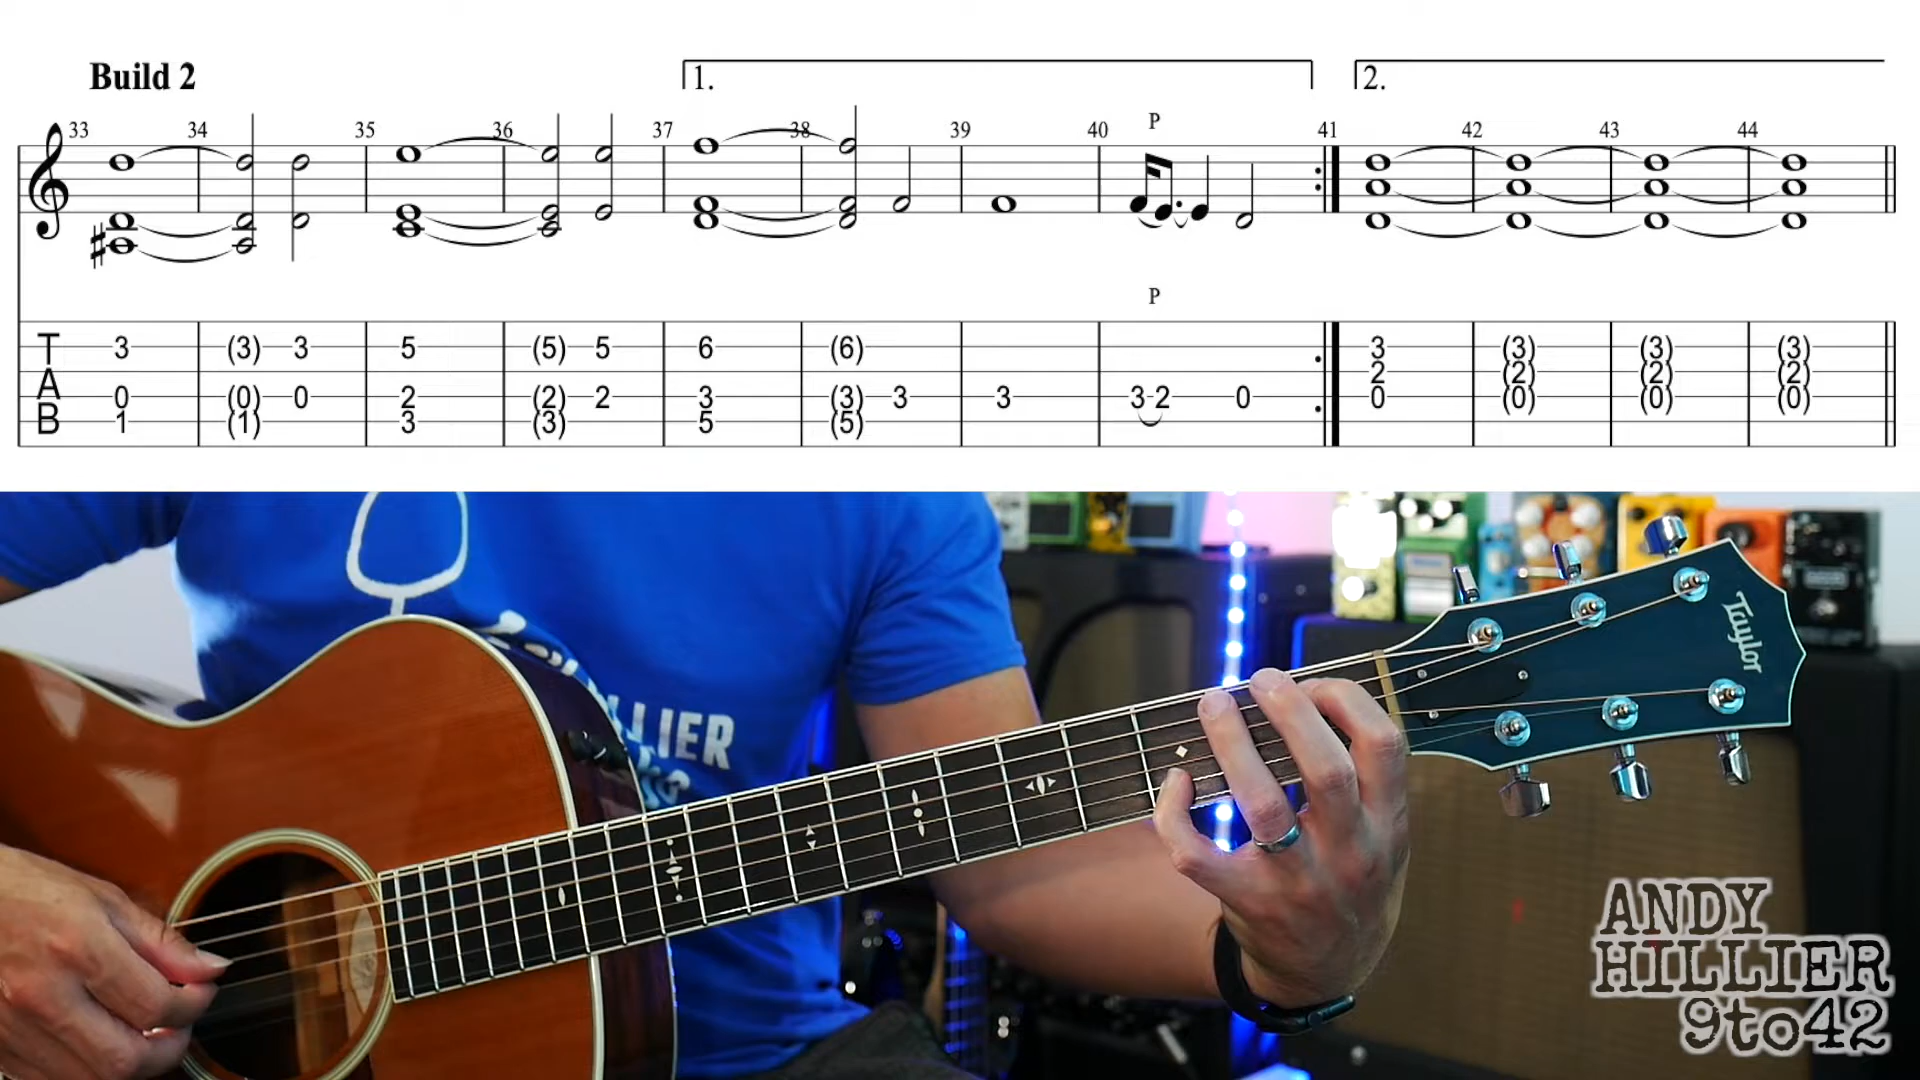 Build 2
1.
2.
33 34 35 36 37 38 39 40 41 42 43 44
P
P
T 3 (3) 3 5 (5) 5 6 (6) 3 (3) (3) (3)
2 (2) (2) (2)
A 0 (0) 0 2 (2) 2 3 (3) 3 3 3 2 0 0 (0) (0) (0)
B 1 (1) 3 (3) 5 (5)
Taylor
LLIER
ANDY
HILLIER
9to42